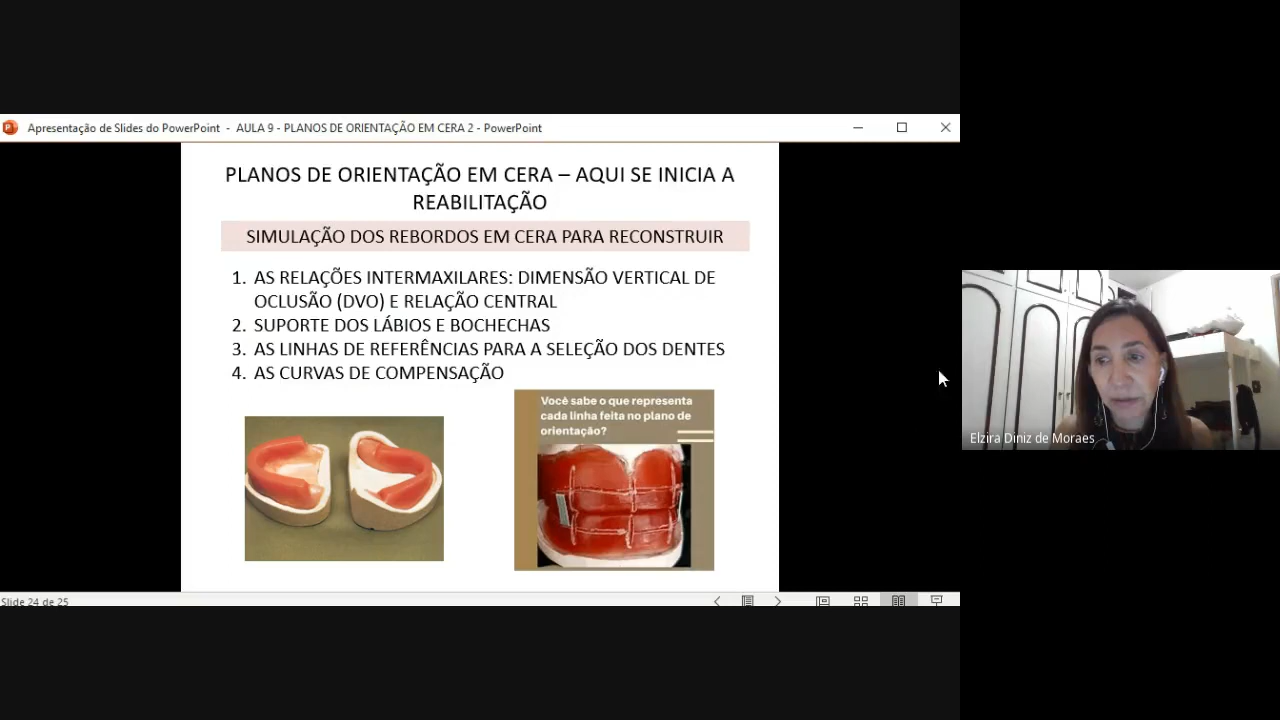 Apresentação de Slides do PowerPoint - AULA 9 - PLANOS DE ORIENTAÇÃO EM CERA 2 - PowerPoint
PLANOS DE ORIENTAÇÃO EM CERA – AQUI SE INICIA A
REABILITAÇÃO
SIMULAÇÃO DOS REBORDOS EM CERA PARA RECONSTRUIR
1. AS RELAÇÕES INTERMAXILARES: DIMENSÃO VERTICAL DE
OCLUSÃO (DVO) E RELAÇÃO CENTRAL
2. SUPORTE DOS LÁBIOS E BOCHECHAS
3. AS LINHAS DE REFERÊNCIAS PARA A SELEÇÃO DOS DENTES
4. AS CURVAS DE COMPENSAÇÃO
Você sabe o que representa
cada linha feita no plano de
orientação?
Slide 24 de 25
Elzira Diniz de Moraes